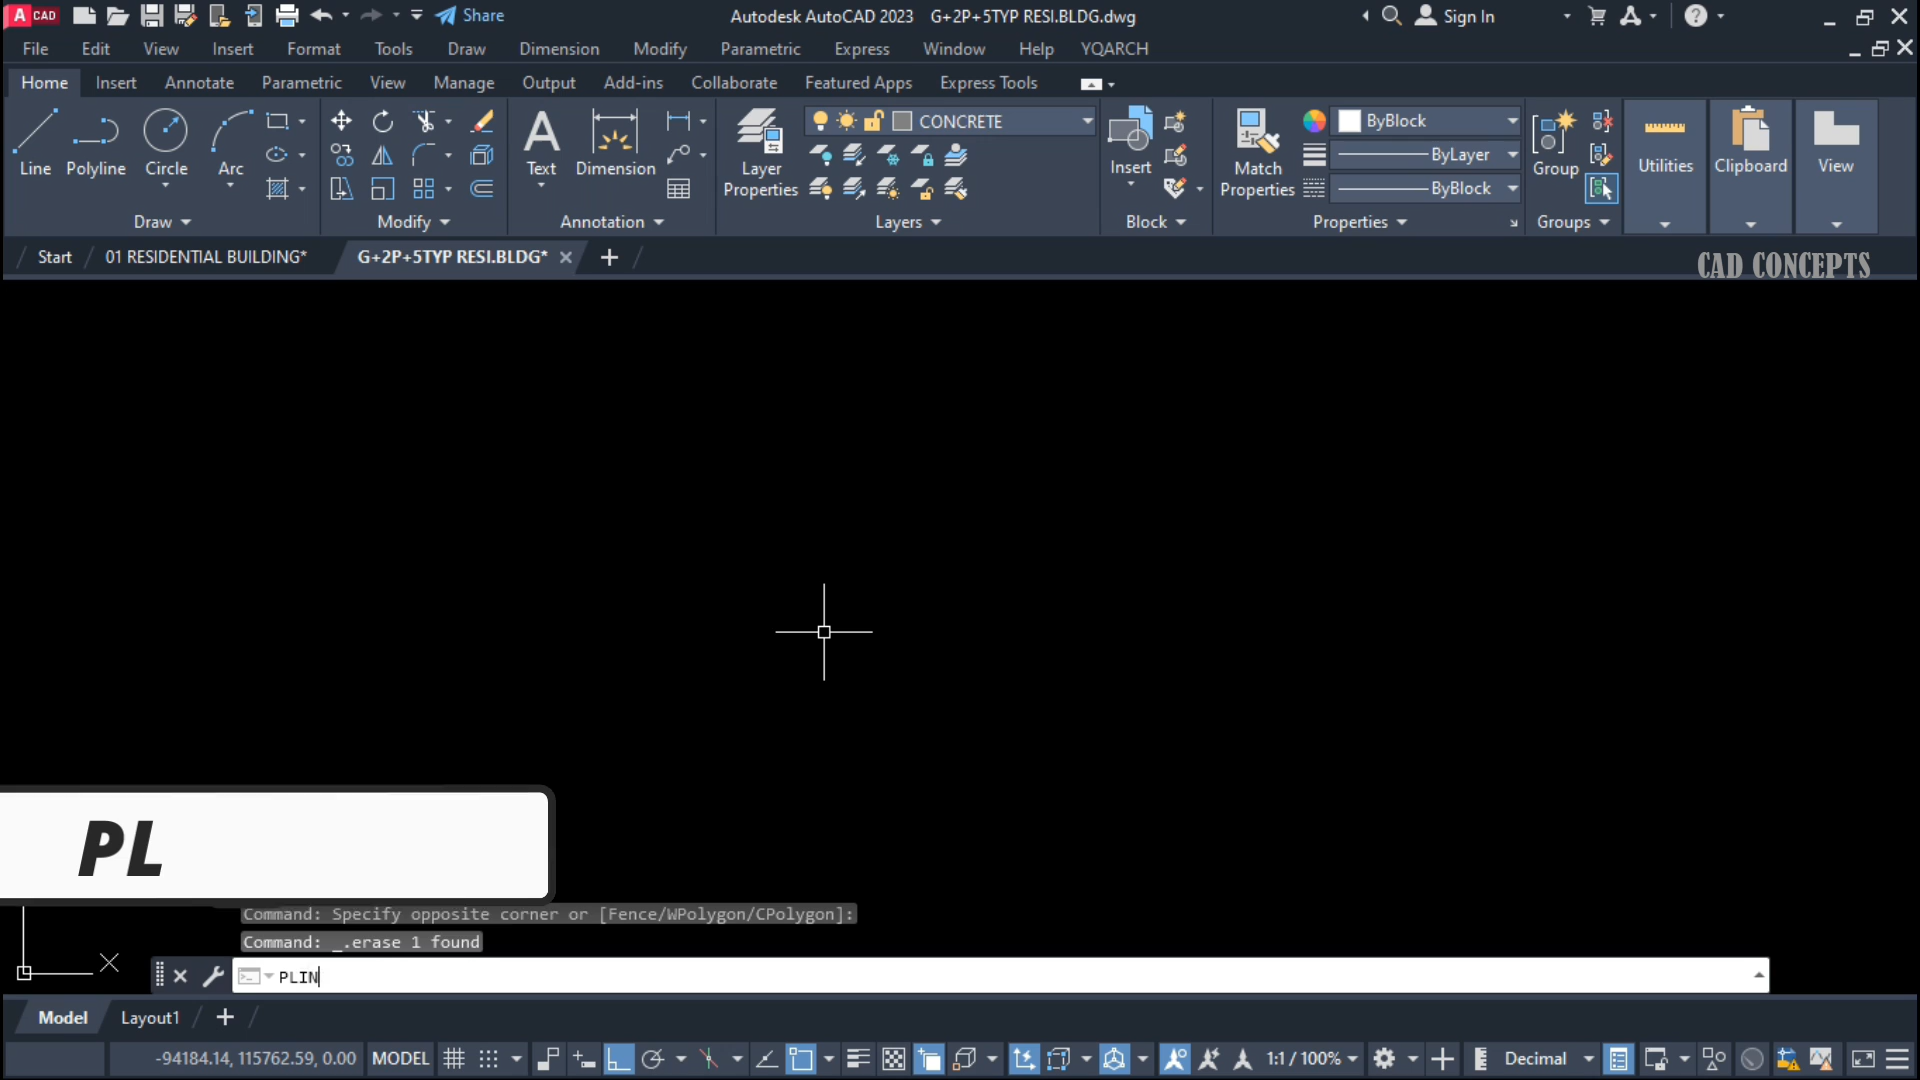 A CAD
Share
Autodesk AutoCAD 2023 G+2P+5TYP RESI.BLDG.dwg
Sign In
File Edit View Insert Format Tools Draw Dimension Modify Parametric Express Window Help YQARCH
Home Insert Annotate Parametric View Manage Output Add-ins Collaborate Featured Apps Express Tools
Line Polyline Circle Arc
Draw
Modify
Text Dimension
Annotation
Layer Properties
CONCRETE
Layers
Insert
Block
Match Properties
ByBlock
ByLayer
ByBlock
Properties
Group
Groups
Utilities
Clipboard
View
Start 01 RESIDENTIAL BUILDING* G+2P+5TYP RESI.BLDG*
CAD CONCEPTS
PL
Command: Specify opposite corner or [Fence/WPolygon/CPolygon]:
Command: _.erase 1 found
PLIN
Model Layout1
-94184.14, 115762.59, 0.00 MODEL 1:1 / 100% Decimal